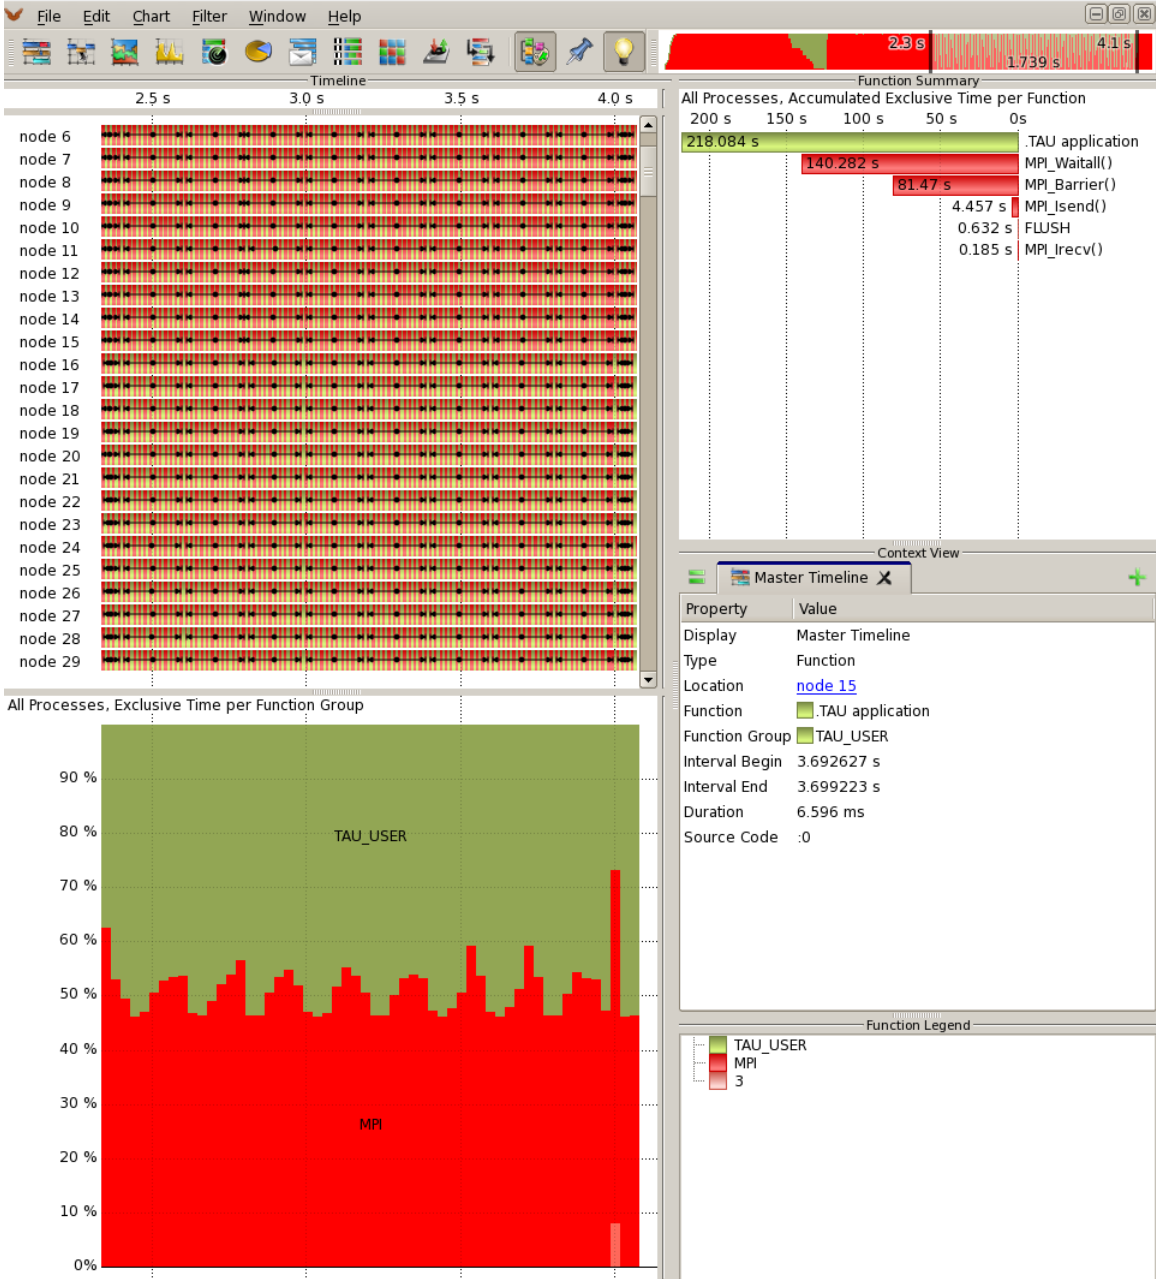 File Edit Chart Filter Window Help
2.3 s 4.1 s
1.739 s
Timeline
2.5 s 3.0 s 3.5 s 4.0 s
node 6
node 7
node 8
node 9
node 10
node 11
node 12
node 13
node 14
node 15
node 16
node 17
node 18
node 19
node 20
node 21
node 22
node 23
node 24
node 25
node 26
node 27
node 28
node 29
All Processes, Exclusive Time per Function Group
90 %
80 %
TAU_USER
70 %
60 %
50 %
40 %
30 %
MPI
20 %
10 %
0%
Function Summary
All Processes, Accumulated Exclusive Time per Function
200 s 150 s 100 s 50 s 0s
218.084 s .TAU application
140.282 s MPI_Waitall()
81.47 s MPI_Barrier()
4.457 s MPI_Isend()
0.632 s FLUSH
0.185 s MPI_Irecv()
Context View
Master Timeline
Property Value
Display Master Timeline
Type Function
Location node 15
Function .TAU application
Function Group TAU_USER
Interval Begin 3.692627 s
Interval End 3.699223 s
Duration 6.596 ms
Source Code :0
Function Legend
TAU_USER
MPI
3